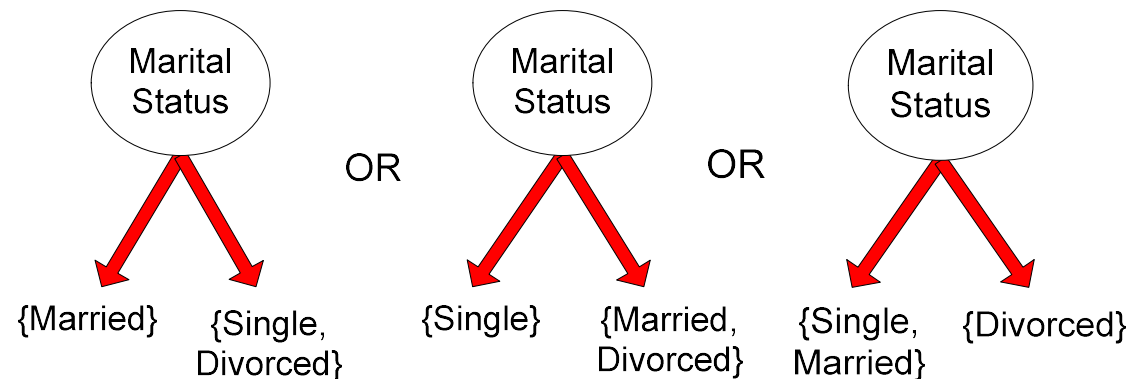 Marital
Status
Marital
Status
Marital
Status
OR
OR
{Married}
{Single,
Divorced}
{Single}
{Married,
Divorced}
{Single,
Married}
{Divorced}